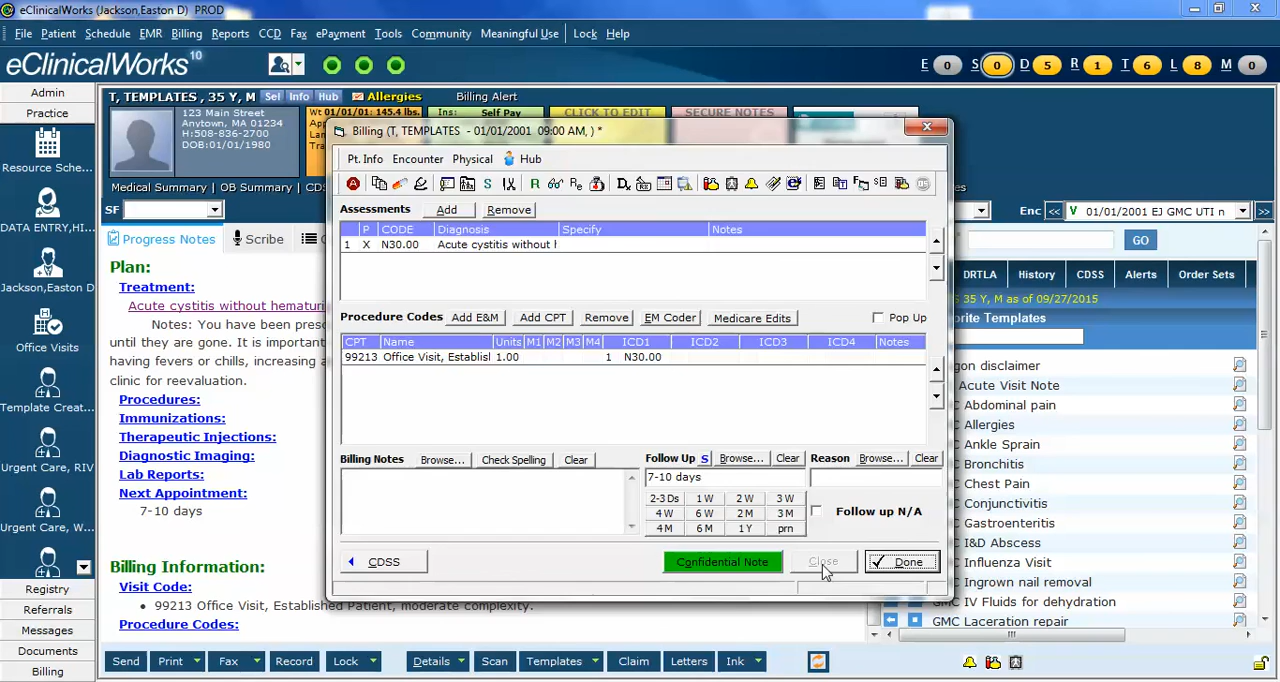 eClinicalWorks (Jackson,Easton D) PROD
File Patient Schedule EMR Billing Reports CCD Fax ePayment Tools Community Meaningful Use Lock Help
eClinicalWorks 10 E 0 S 0 D 5 R 1 T 6 L 8 M 0
Admin
Practice
Resource Sche...
DATA ENTRY,HI...
Jackson,Easton D
Office Visits
Template Creat...
Urgent Care, RIV
Urgent Care, W...
Registry
Referrals
Messages
Documents
Billing
T, TEMPLATES , 35 Y, M Sel Info Hub Allergies Billing Alert
123 Main Street
Anytown, MA 01234
H:508-836-2700
DOB:01/01/1980
Wt 01/01/01: 145.4 lbs.
Ins: Self Pay
CLICK TO EDIT
SECURE NOTES
Medical Summary | OB Summary | CDS
SF
Enc << V 01/01/2001 EJ GMC UTI n >>
Progress Notes Scribe
GO
Plan:
Treatment:
Acute cystitis without hematuri
Notes: You have been pres
until they are gone. It is important
having fevers or chills, increasing a
clinic for reevaluation.
Procedures:
Immunizations:
Therapeutic Injections:
Diagnostic Imaging:
Lab Reports:
Next Appointment:
7-10 days
Billing Information:
Visit Code:
99213 Office Visit, Established Patient, moderate complexity.
Procedure Codes:
Billing (T, TEMPLATES - 01/01/2001 09:00 AM, ) *
Pt. Info Encounter Physical Hub
Assessments Add Remove
P CODE Diagnosis Specify Notes
1 X N30.00 Acute cystitis without h
Procedure Codes Add E&M Add CPT Remove EM Coder Medicare Edits Pop Up
CPT Name Units M1 M2 M3 M4 ICD1 ICD2 ICD3 ICD4 Notes
99213 Office Visit, Establisl 1.00 1 N30.00
Billing Notes Browse... Check Spelling Clear Follow Up S Browse... Clear Reason Browse... Clear
7-10 days
2-3 Ds 1 W 2 W 3 W
4 W 6 W 2 M 3 M
4 M 6 M 1 Y prn
Follow up N/A
CDSS Confidential Note Close Done
DRTLA History CDSS Alerts Order Sets
S 35 Y, M as of 09/27/2015
orite Templates
gon disclaimer
C Acute Visit Note
C Abdominal pain
C Allergies
C Ankle Sprain
C Bronchitis
C Chest Pain
C Conjunctivitis
C Gastroenteritis
C I&D Abscess
C Influenza Visit
C Ingrown nail removal
GMC IV Fluids for dehydration
GMC Laceration repair
Send Print Fax Record Lock Details Scan Templates Claim Letters Ink